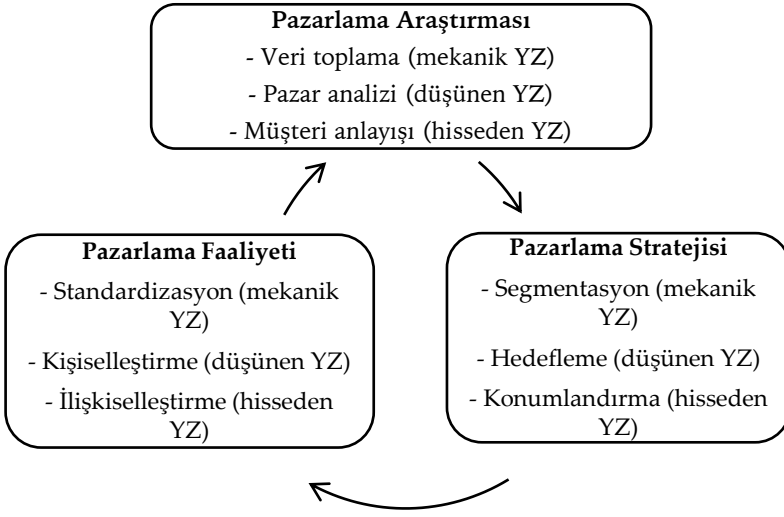 Pazarlama Araştırması
- Veri toplama (mekanik YZ)
- Pazar analizi (düşünen YZ)
- Müşteri anlayışı (hisseden YZ)
Pazarlama Faaliyeti
- Standardizasyon (mekanik
YZ)
- Kişiselleştirme (düşünen YZ)
- İlişkiselleştirme (hisseden
YZ)
Pazarlama Stratejisi
- Segmentasyon (mekanik
YZ)
- Hedefleme (düşünen YZ)
- Konumlandırma (hisseden
YZ)